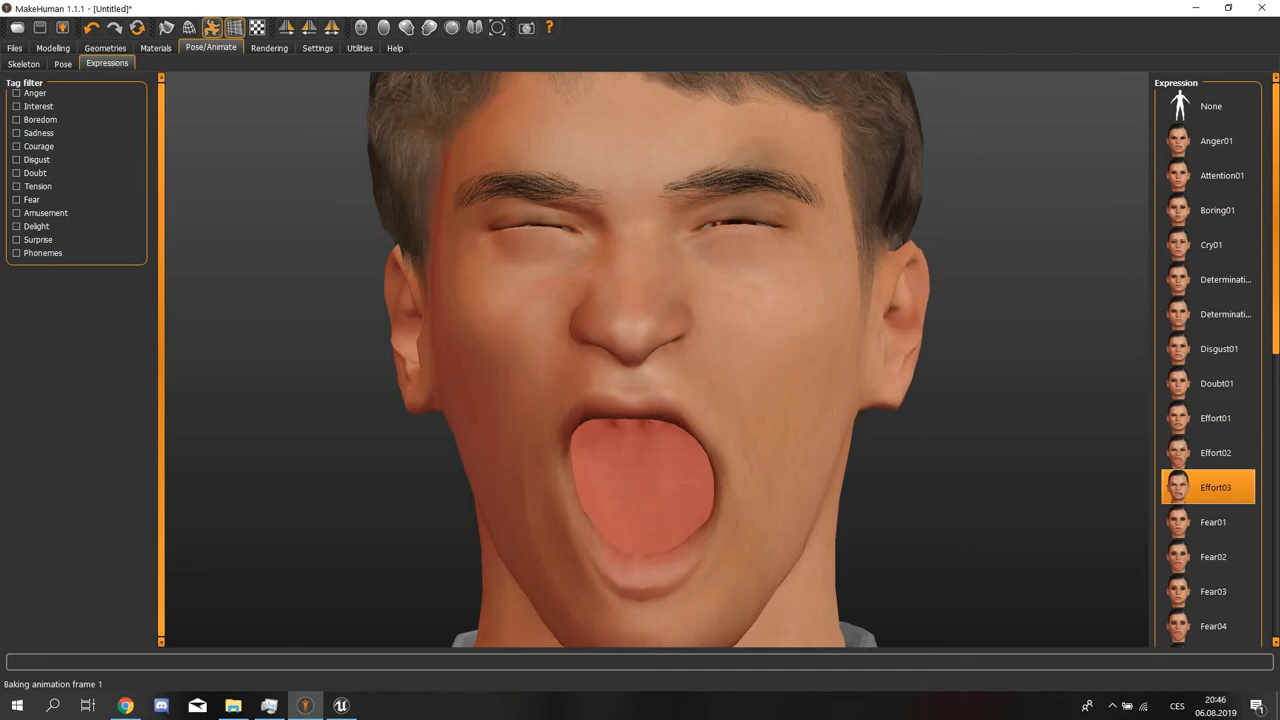 MakeHuman 1.1.1 - [Untitled]*
Files
Modelling
Geometries
Materials
Pose/Animate
Rendering
Settings
Utilities
Help
Skeleton
Pose
Expressions
Tag filter
Anger
Interest
Boredom
Sadness
Courage
Disgust
Doubt
Tension
Fear
Amusement
Delight
Surprise
Phonemes
Expression
None
Anger01
Attention01
Boring01
Cry01
Determinati...
Determinati...
Disgust01
Doubt01
Effort01
Effort02
Effort03
Fear01
Fear02
Fear03
Fear04
Baking animation frame 1
CES
20:46
06.08.2019
1